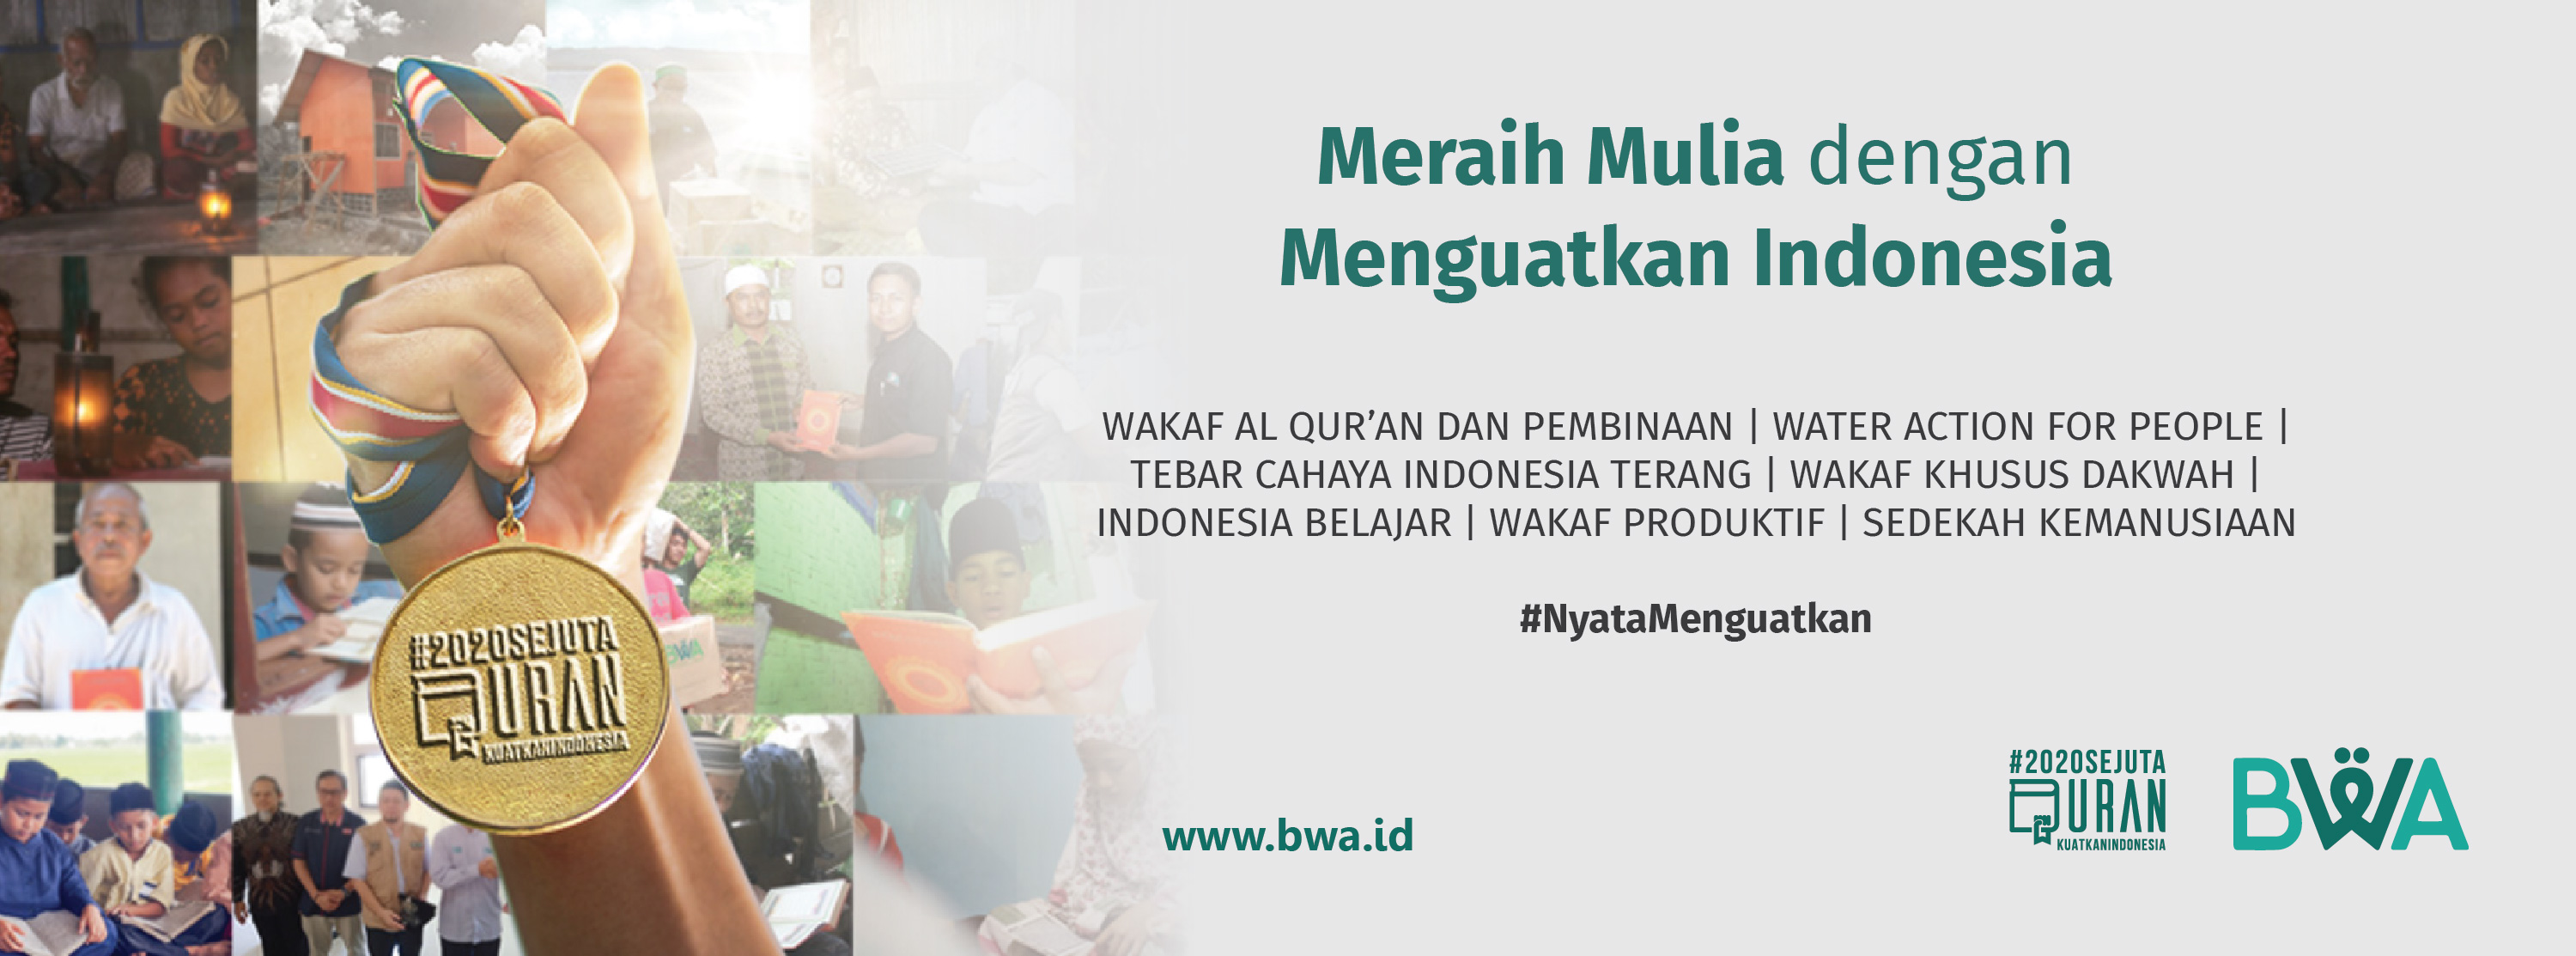 Meraih Mulia dengan
Menguatkan Indonesia
WAKAF AL QUR’AN DAN PEMBINAAN | WATER ACTION FOR PEOPLE |
TEBAR CAHAYA INDONESIA TERANG | WAKAF KHUSUS DAKWAH |
INDONESIA BELAJAR | WAKAF PRODUKTIF | SEDEKAH KEMANUSIAAN
#NyataMenguatkan
#2020SEJUTA
QURAN
KUATKANINDONESIA
BWA
www.bwa.id
#2020SEJUTA
QURAN
KUATKANINDONESIA
BWA